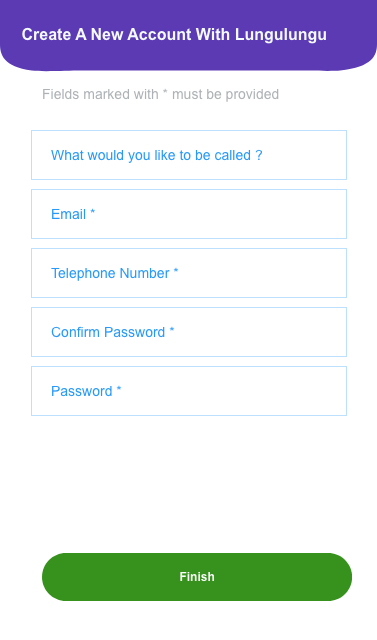 Create A New Account With Lungulungu
Fields marked with * must be provided
What would you like to be called ?
Email *
Telephone Number *
Confirm Password *
Password *
Finish